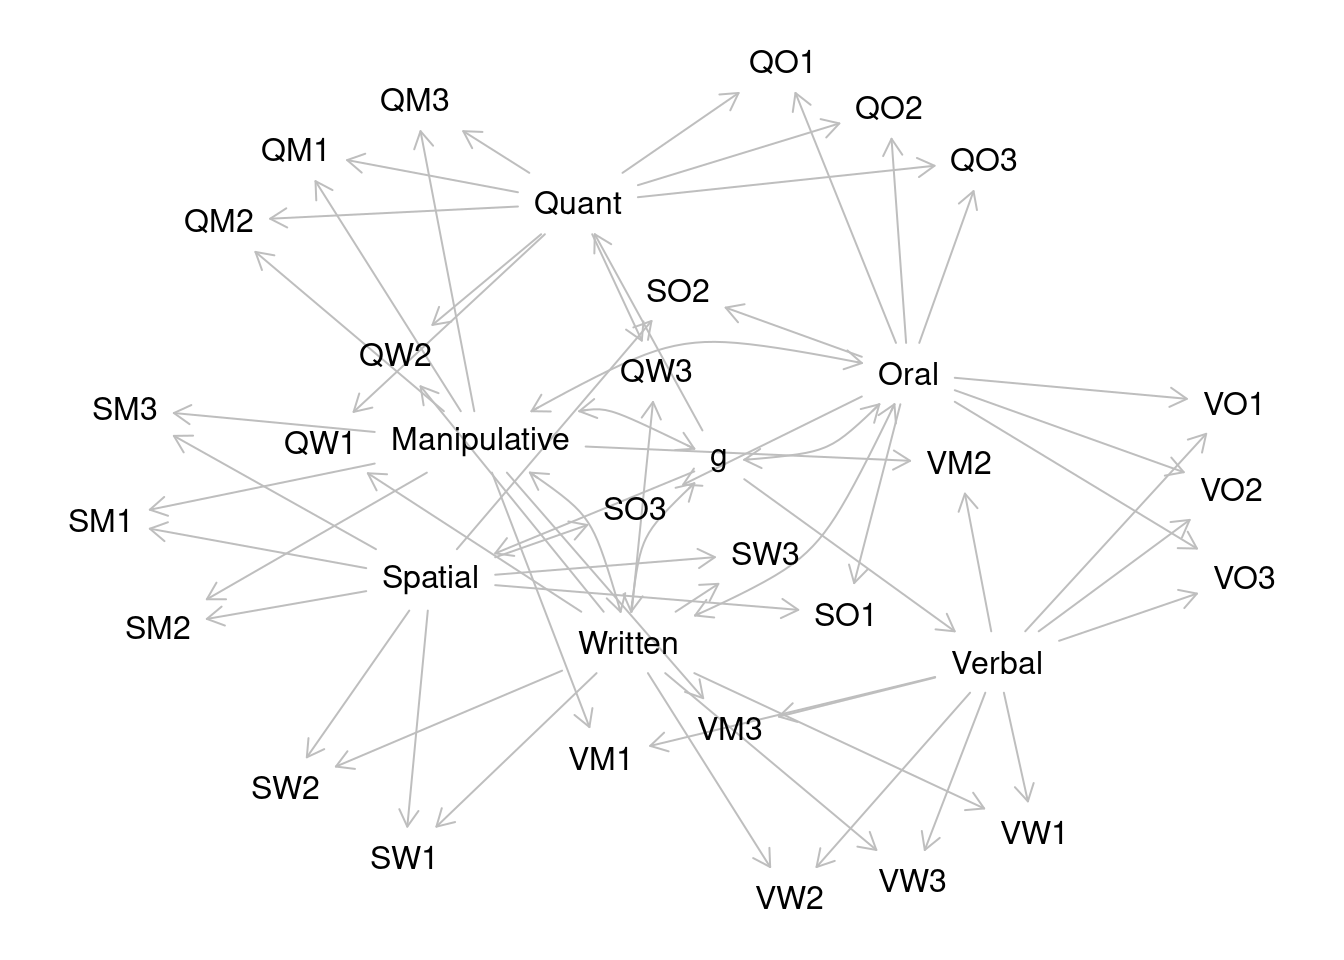 QO1
QM3
QO2
QM1
QO3
Quant
QM2
SO2
QW2
QW3
Oral
SM3
VO1
QW1
Manipulative
g
VM2
VO2
SO3
SM1
SW3
Spatial
VO3
SO1
SM2
Written
Verbal
VM3
VM1
SW2
VW1
SW1
VW3
VW2